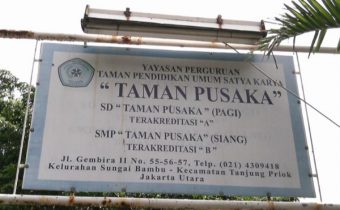 YAYASAN PERGURUAN
TAMAN PENDIDIKAN UMUM SATYA KARYA
“ TAMAN PUSAKA”
SD “TAMAN PUSAKA” (PAGI)
TERAKREDITASI “A”
SMP “TAMAN PUSAKA” (SIANG)
TERAKREDITASI “ B ”
Jl. Gembira II No. 55-56-57, Telp. (021) 4309418
Kelurahan Sungai Bambu - Kecamatan Tanjung Priok
Jakarta Utara